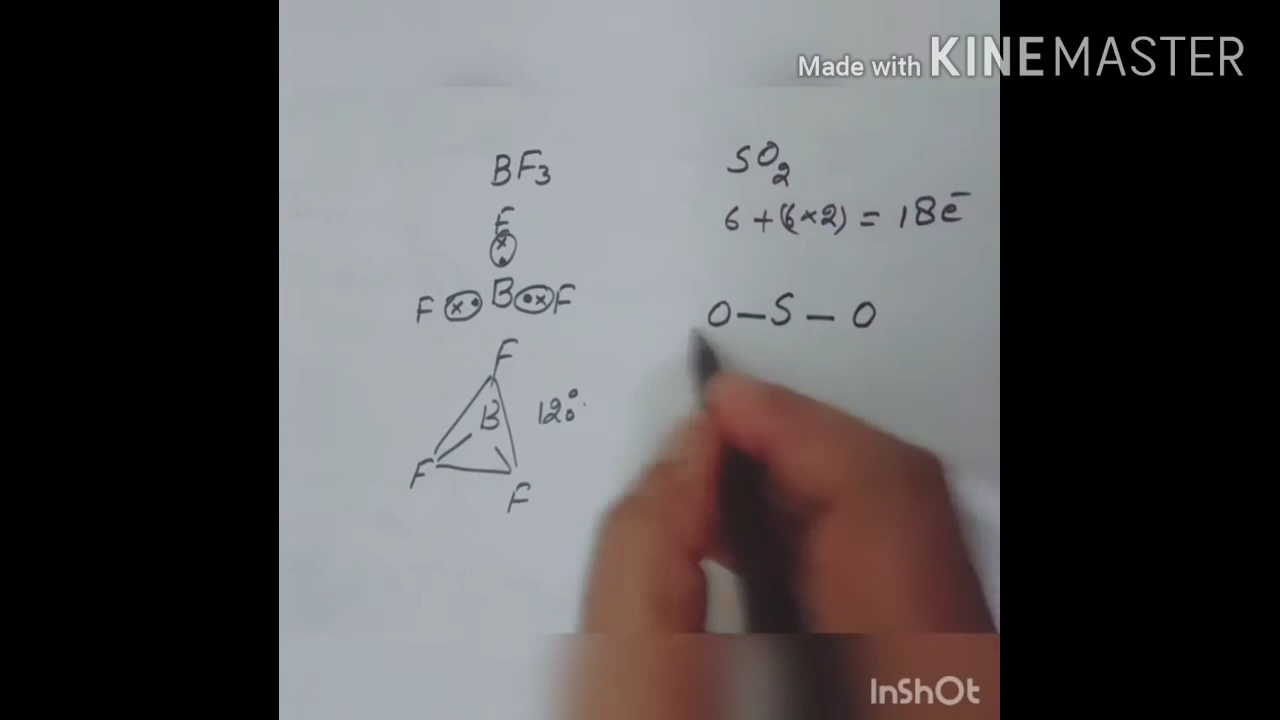 Made with KINEMASTER
BF₃
F
F B F
F
B 120°
F
F
SO₂
6 + (6×2) = 18e⁻
O–S–O
InShOt